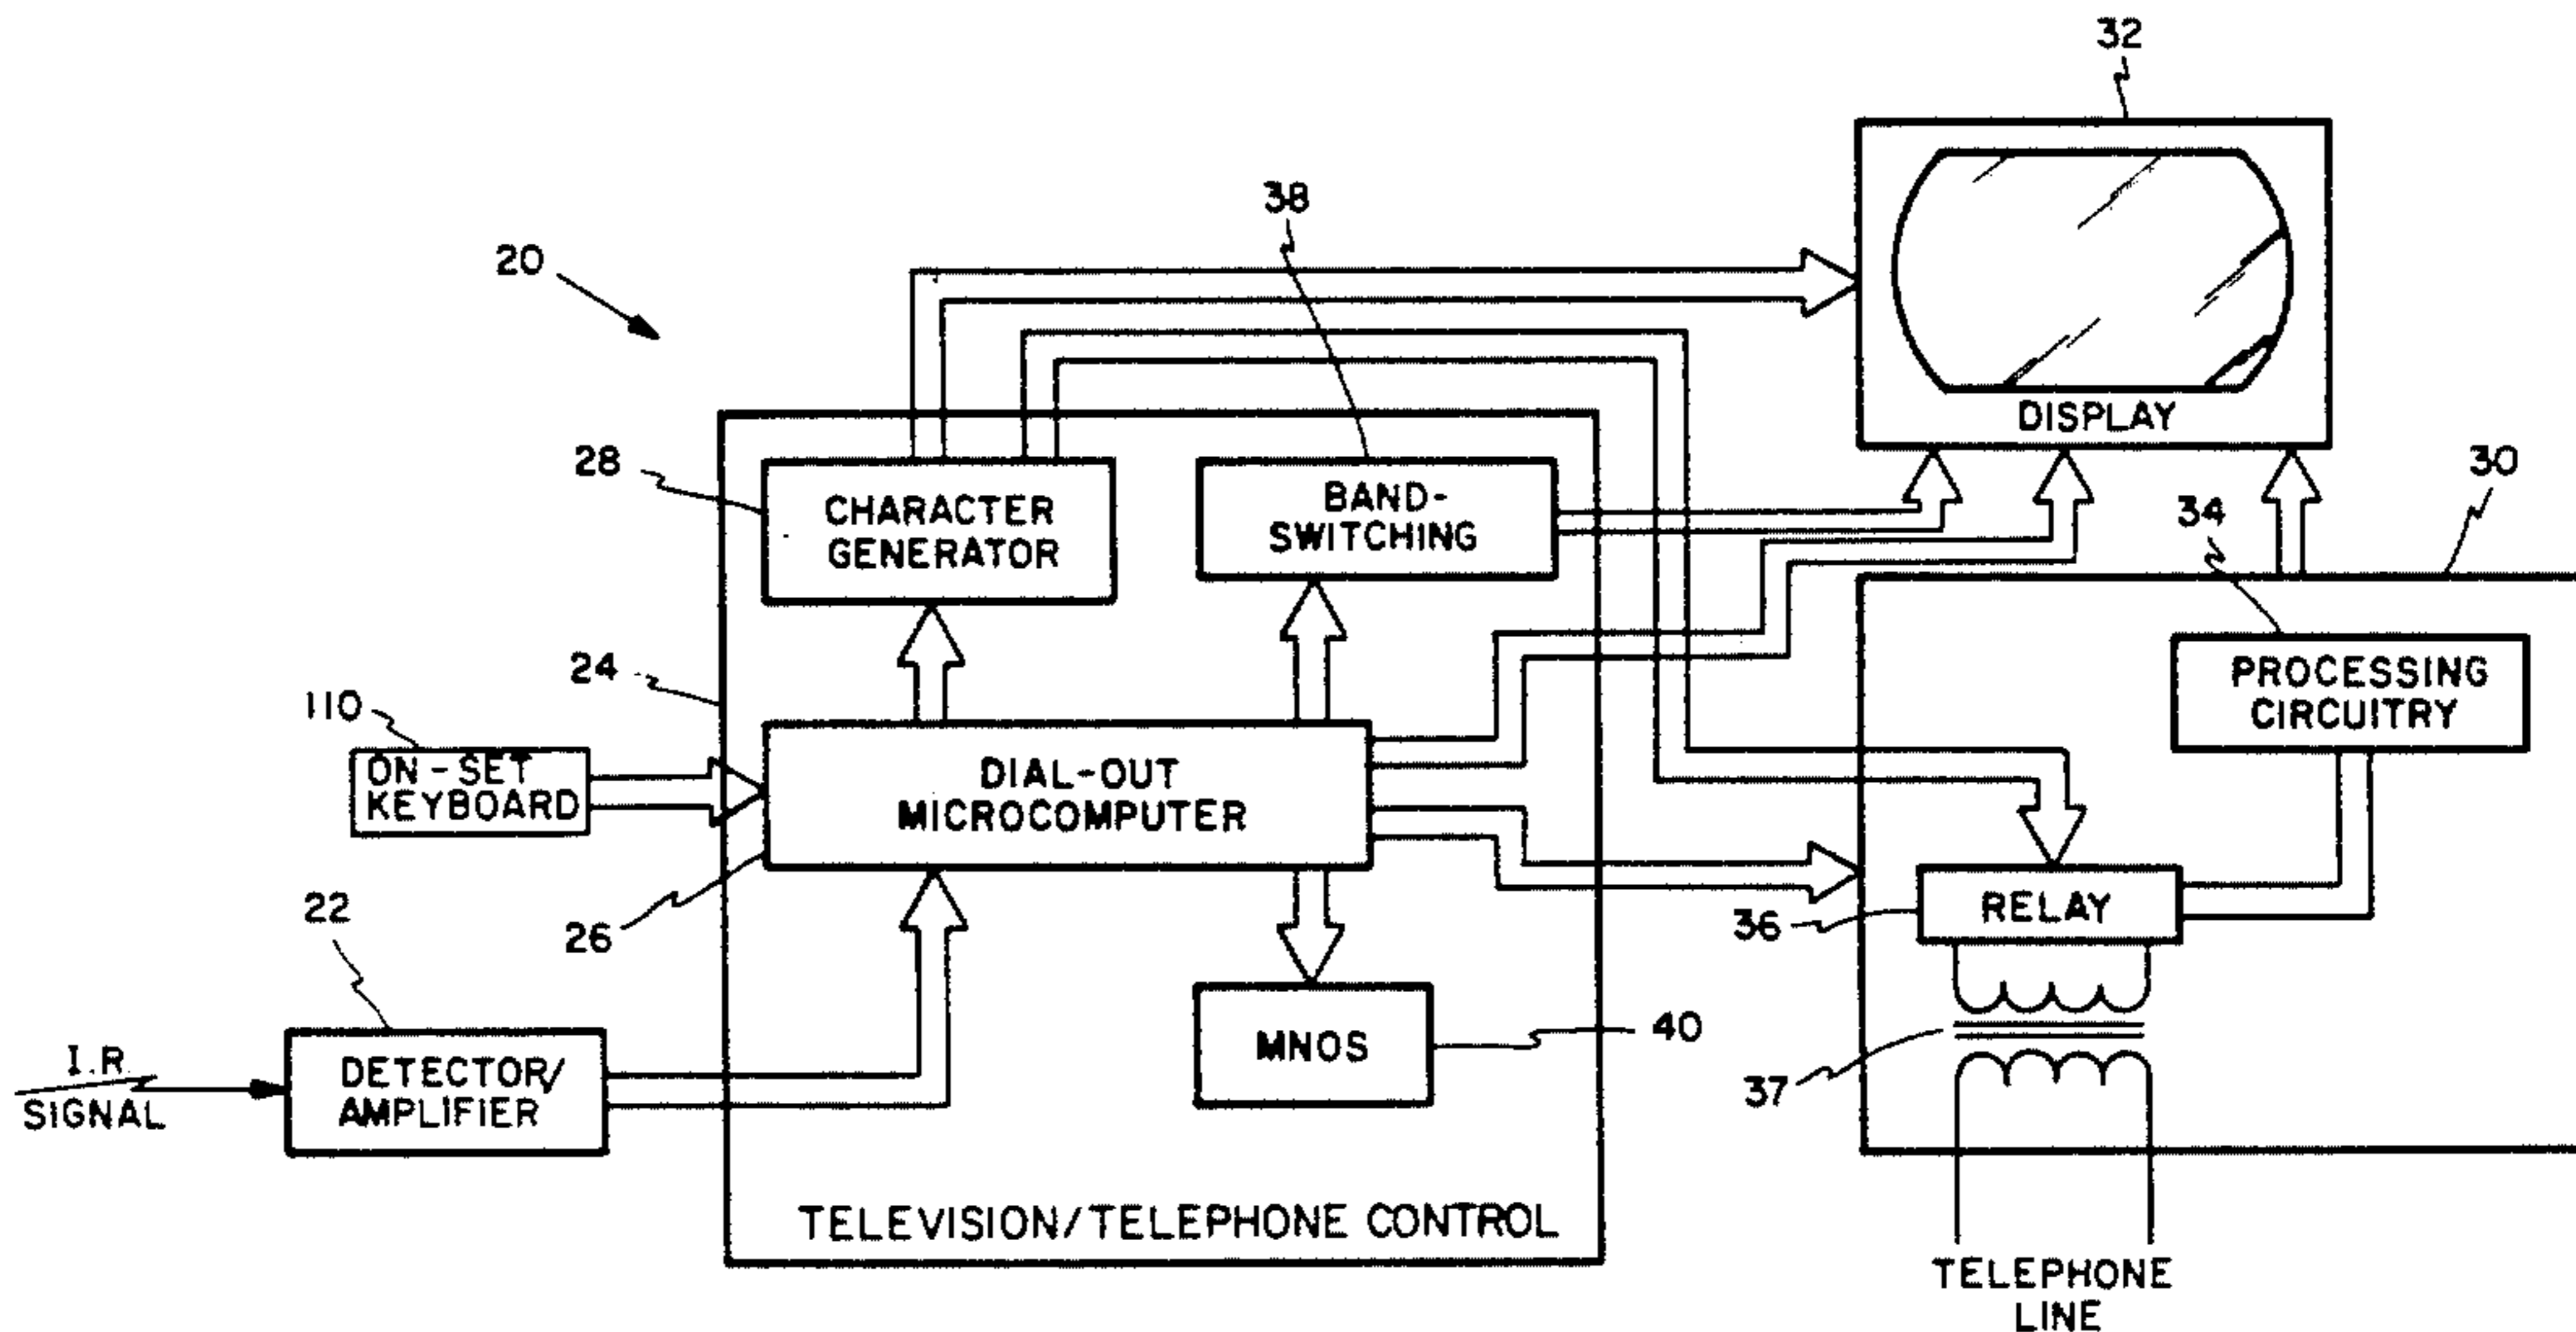 32
38
20
DISPLAY
30
34
28
CHARACTER
GENERATOR
BAND-
SWITCHING
24
PROCESSING
CIRCUITRY
110
ON-SET
KEYBOARD
DIAL-OUT
MICROCOMPUTER
26
22
36
RELAY
I.R.
SIGNAL
DETECTOR/
AMPLIFIER
MNOS
40
37
TELEVISION/TELEPHONE CONTROL
TELEPHONE
LINE